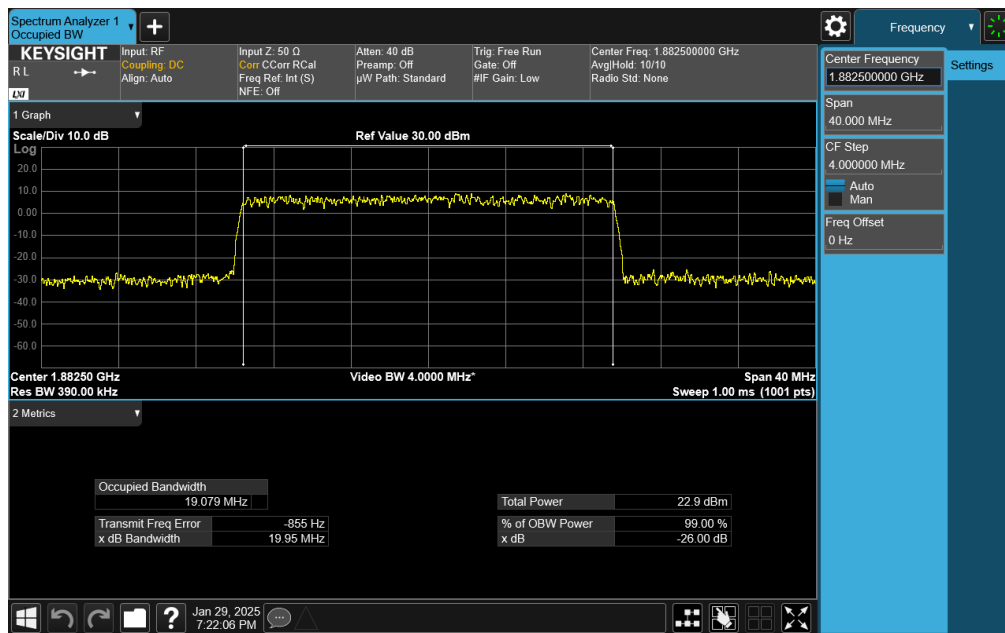 Spectrum Analyzer 1
Occupied BW
+
Frequency
KEYSIGHT
R L
LXI
Input: RF
Coupling: DC
Align: Auto
Input Z: 50 Ω
Corr CCorr RCal
Freq Ref: Int (S)
NFE: Off
Atten: 40 dB
Preamp: Off
µW Path: Standard
Trig: Free Run
Gate: Off
#IF Gain: Low
Center Freq: 1.882500000 GHz
Avg|Hold: 10/10
Radio Std: None
Center Frequency
1.882500000 GHz
Settings
Span
40.000 MHz
CF Step
4.000000 MHz
Auto
Man
Freq Offset
0 Hz
1 Graph
Scale/Div 10.0 dB
Ref Value 30.00 dBm
Log
20.0
10.0
0.00
-10.0
-20.0
-30.0
-40.0
-50.0
-60.0
Center 1.88250 GHz
Video BW 4.0000 MHz*
Span 40 MHz
Res BW 390.00 kHz
Sweep 1.00 ms (1001 pts)
2 Metrics
Occupied Bandwidth
19.079 MHz
Total Power 22.9 dBm
Transmit Freq Error -855 Hz
% of OBW Power 99.00 %
x dB Bandwidth 19.95 MHz
x dB -26.00 dB
?
Jan 29, 2025
7:22:06 PM